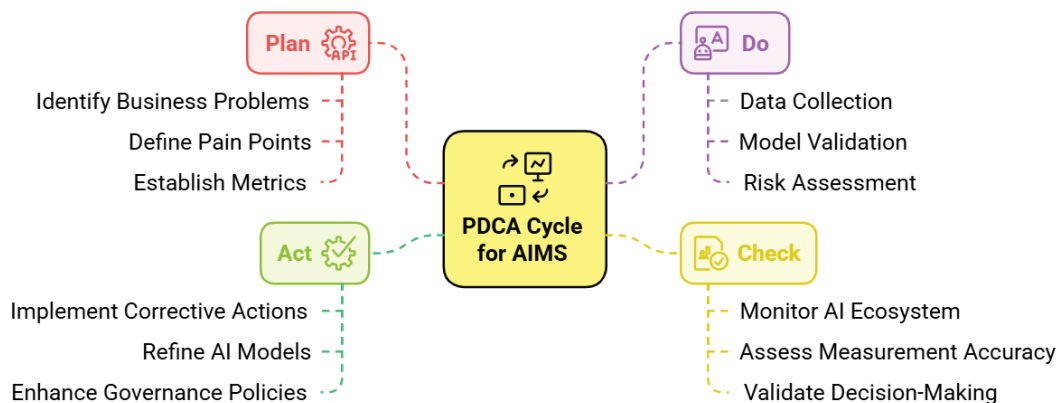 Plan
API
Identify Business Problems
Define Pain Points
Establish Metrics
Do
A
Data Collection
Model Validation
Risk Assessment
PDCA Cycle
for AIMS
Act
Implement Corrective Actions
Refine AI Models
Enhance Governance Policies
Check
Monitor AI Ecosystem
Assess Measurement Accuracy
Validate Decision-Making